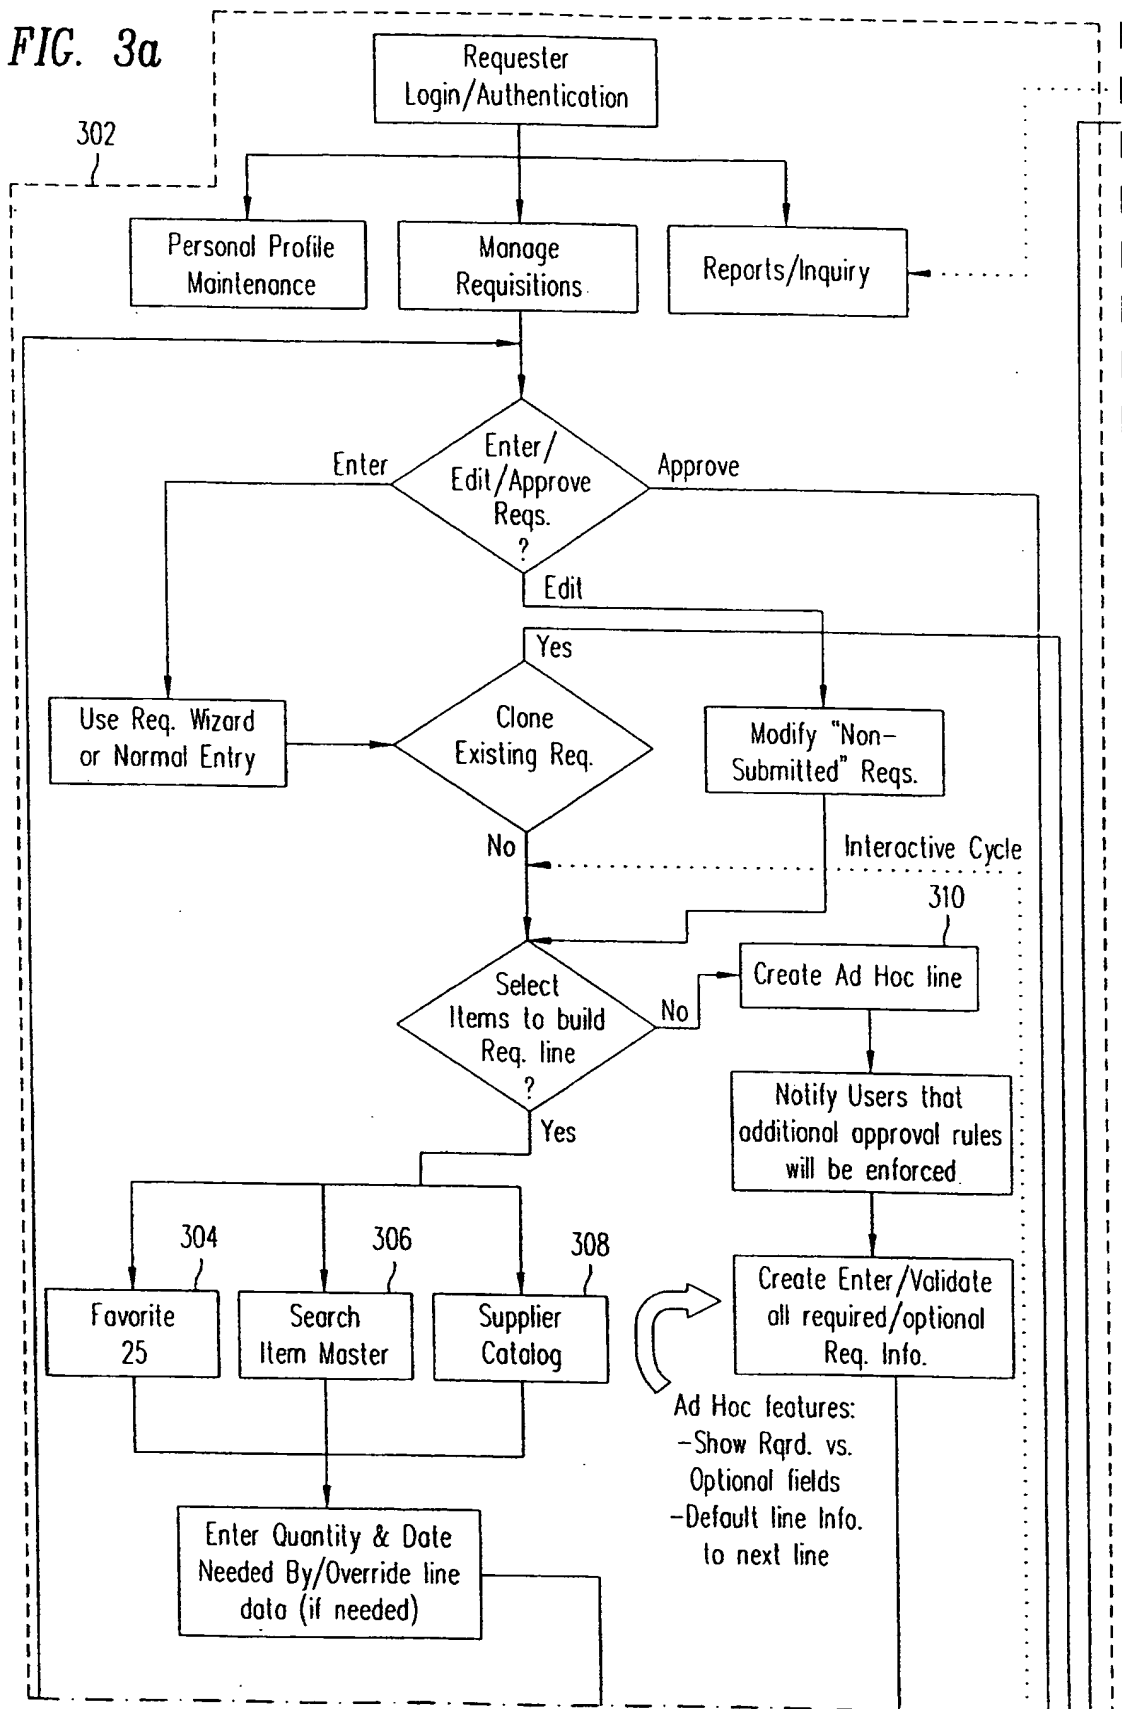 FIG. 3a
Requester
Login/Authentication
302
Personal Profile
Maintenance
Manage
Requisitions
Reports/Inquiry
Enter/
Edit/Approve
Reqs.
?
Enter
Approve
Edit
Yes
Use Req. Wizard
or Normal Entry
Clone
Existing Req.
Modify "Non-
Submitted" Reqs.
No
Interactive Cycle
310
Select
Items to build
Req. line
?
No
Create Ad Hoc line
Yes
Notify Users that
additional approval rules
will be enforced
304
306
308
Favorite
25
Search
Item Master
Supplier
Catalog
Create Enter/Validate
all required/optional
Req. Info.
Ad Hoc features:
-Show Rqrd. vs.
Optional fields
-Default line Info.
to next line
Enter Quantity & Date
Needed By/Override line
data (if needed)